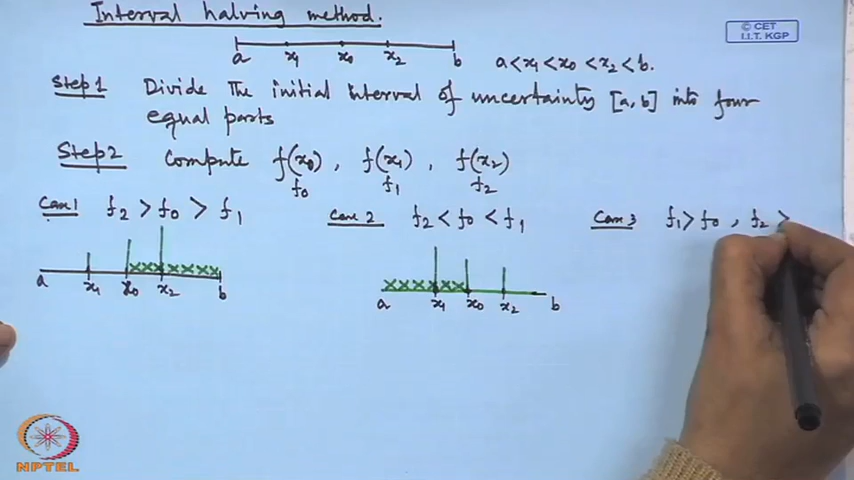 Interval halving method.
© CET
I.I.T. KGP
a x1 x0 x2 b a<x1<x0<x2<b.
Step 1 Divide The initial interval of uncertainty [a, b] into four
equal parts
Step 2 Compute f(x0) , f(x1) , f(x2)
f0 f1 f2
Case 1 f2 > f0 > f1 Case 2 f2 < f0 < f1 Case 3 f1 > f0 , f2 >
a x1 x0 x2 b
a x1 x0 x2 b
NPTEL